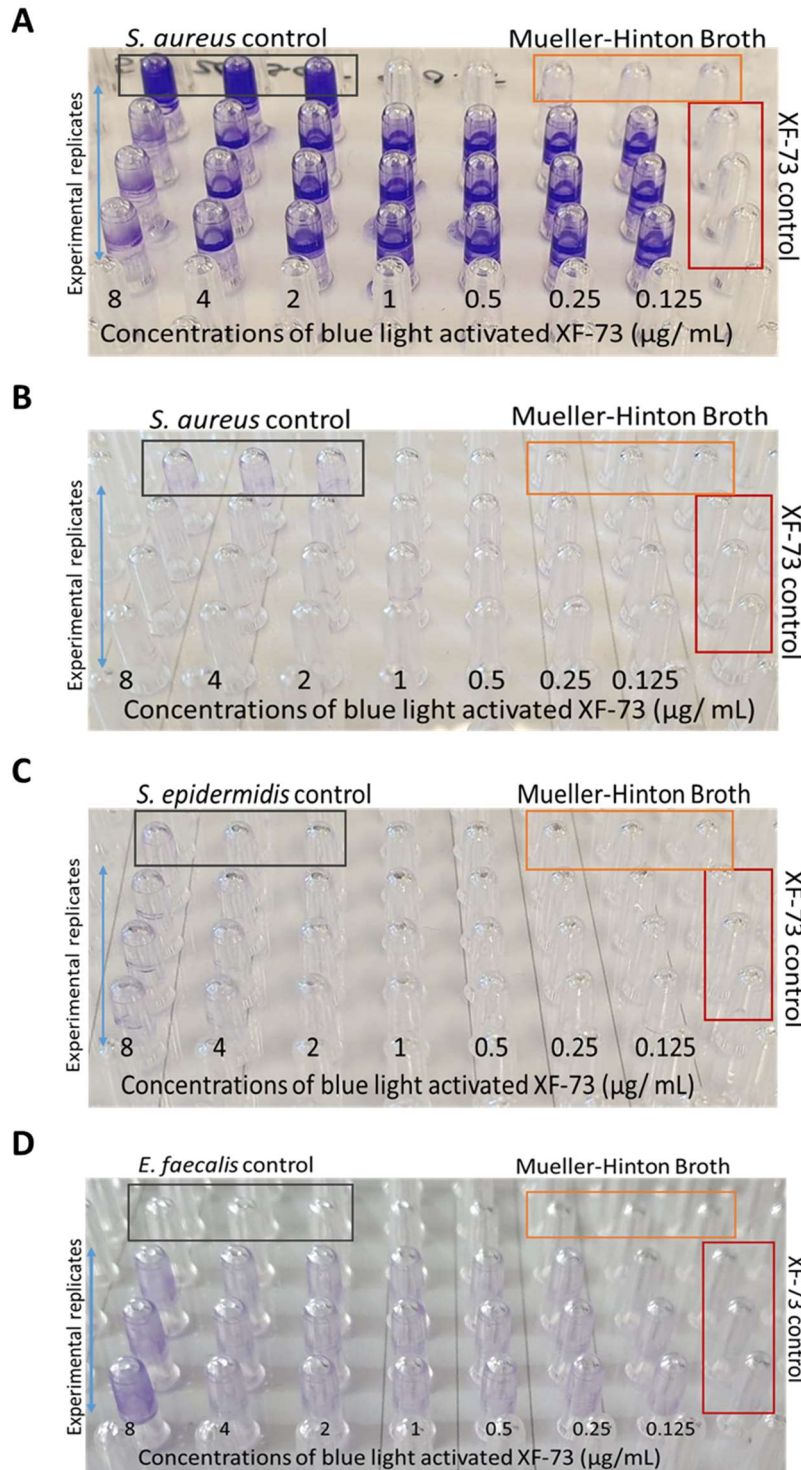 A
S. aureus control
Mueller-Hinton Broth
Experimental replicates
XF-73 control
8 4 2 1 0.5 0.25 0.125
Concentrations of blue light activated XF-73 (µg/ mL)
B
S. aureus control
Mueller-Hinton Broth
Experimental replicates
XF-73 control
8 4 2 1 0.5 0.25 0.125
Concentrations of blue light activated XF-73 (µg/ mL)
C
S. epidermidis control
Mueller-Hinton Broth
Experimental replicates
XF-73 control
8 4 2 1 0.5 0.25 0.125
Concentrations of blue light activated XF-73 (µg/ mL)
D
E. faecalis control
Mueller-Hinton Broth
Experimental replicates
XF-73 control
8 4 2 1 0.5 0.25 0.125
Concentrations of blue light activated XF-73 (µg/mL)